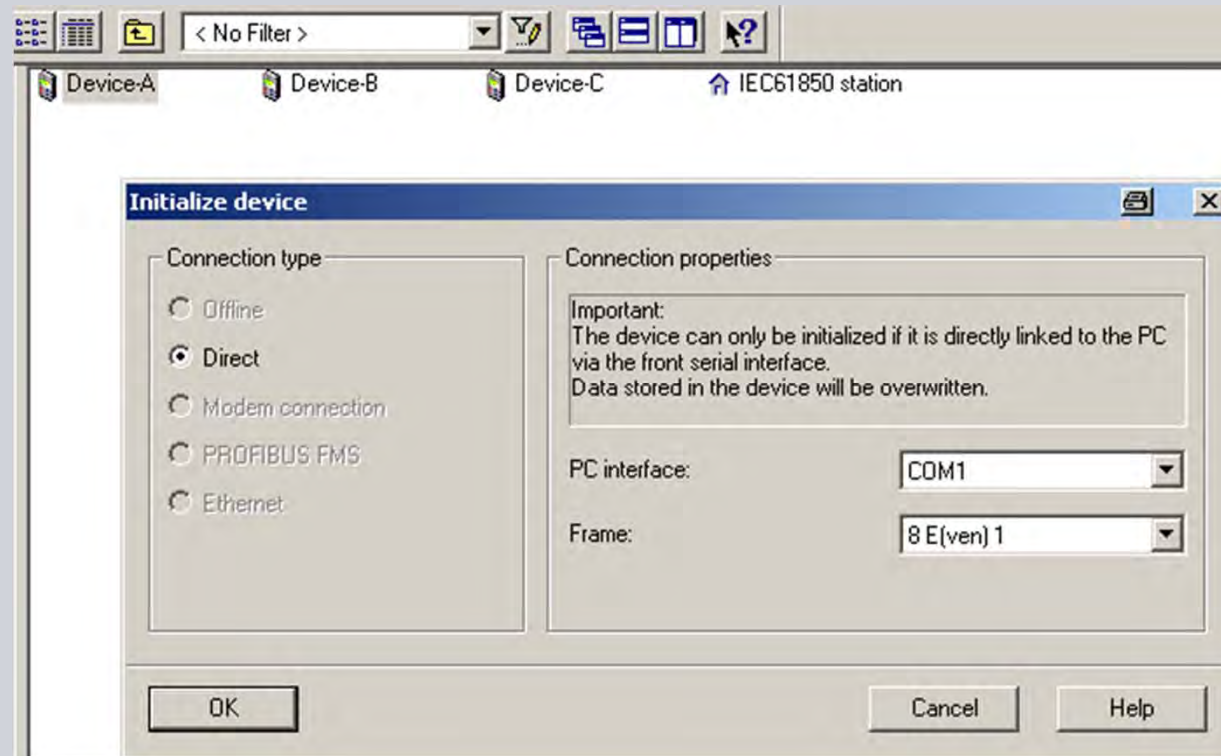 < No Filter >
Device-A Device-B Device-C IEC61850 station
Initialize device
Connection type
Offline
Direct
Modem connection
PROFIBUS FMS
Ethernet
Connection properties
Important:
The device can only be initialized if it is directly linked to the PC
via the front serial interface.
Data stored in the device will be overwritten.
PC interface: COM1
Frame: 8 E(ven) 1
OK Cancel Help